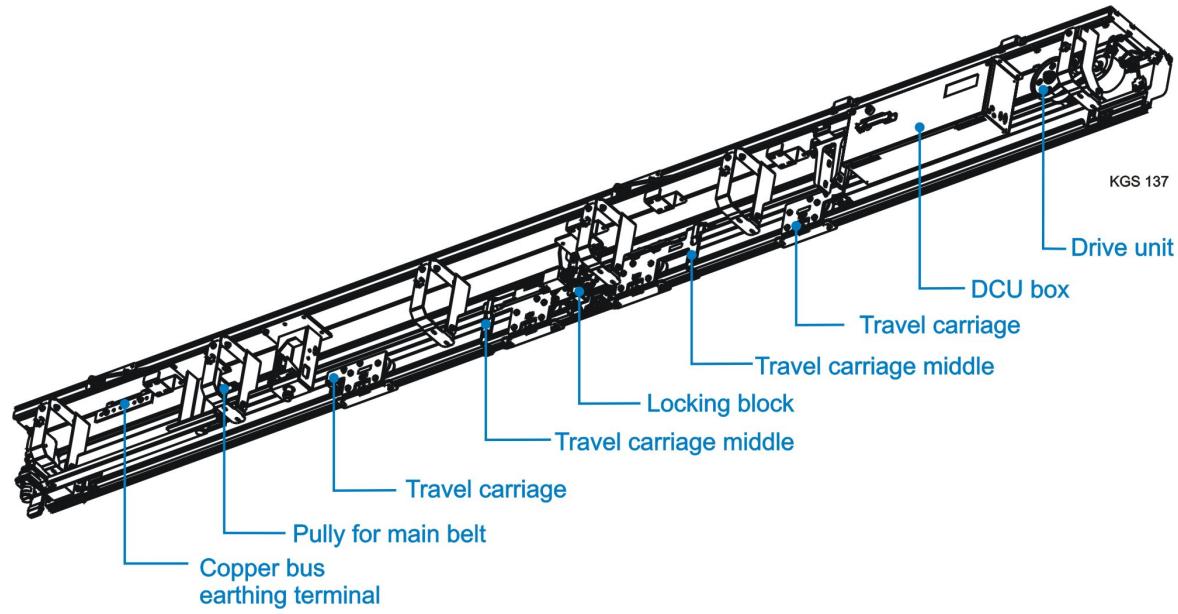 KGS 137
Drive unit
DCU box
Travel carriage
Travel carriage middle
Locking block
Travel carriage middle
Travel carriage
Pully for main belt
Copper bus
earthing terminal